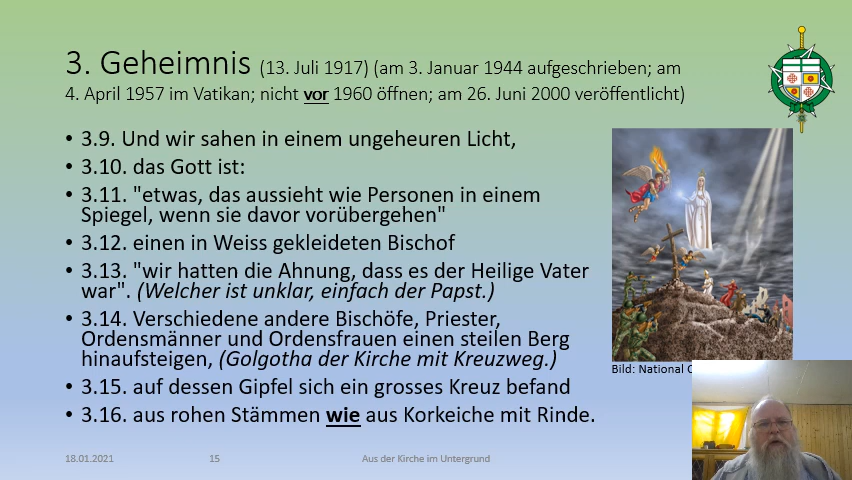 3. Geheimnis (13. Juli 1917) (am 3. Januar 1944 aufgeschrieben; am
4. April 1957 im Vatikan; nicht vor 1960 öffnen; am 26. Juni 2000 veröffentlicht)
• 3.9. Und wir sahen in einem ungeheuren Licht,
• 3.10. das Gott ist:
• 3.11. "etwas, das aussieht wie Personen in einem
Spiegel, wenn sie davor vorübergehen"
• 3.12. einen in Weiss gekleideten Bischof
• 3.13. "wir hatten die Ahnung, dass es der Heilige Vater
war". (Welcher ist unklar, einfach der Papst.)
• 3.14. Verschiedene andere Bischöfe, Priester,
Ordensmänner und Ordensfrauen einen steilen Berg
hinaufsteigen, (Golgotha der Kirche mit Kreuzweg.)
• 3.15. auf dessen Gipfel sich ein grosses Kreuz befand
• 3.16. aus rohen Stämmen wie aus Korkeiche mit Rinde.
Bild: National
18.01.2021
15
Aus der Kirche im Untergrund